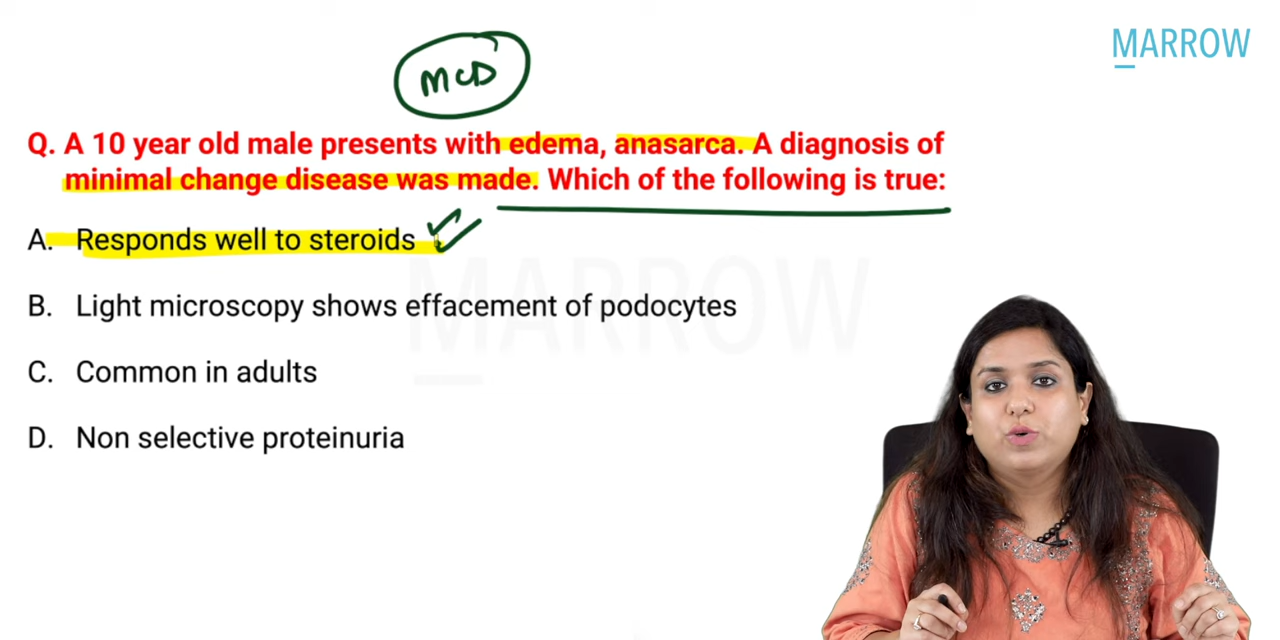 MARROW
MCD
Q. A 10 year old male presents with edema, anasarca. A diagnosis of
minimal change disease was made. Which of the following is true:
A. Responds well to steroids
B. Light microscopy shows effacement of podocytes
C. Common in adults
D. Non selective proteinuria
MARROW